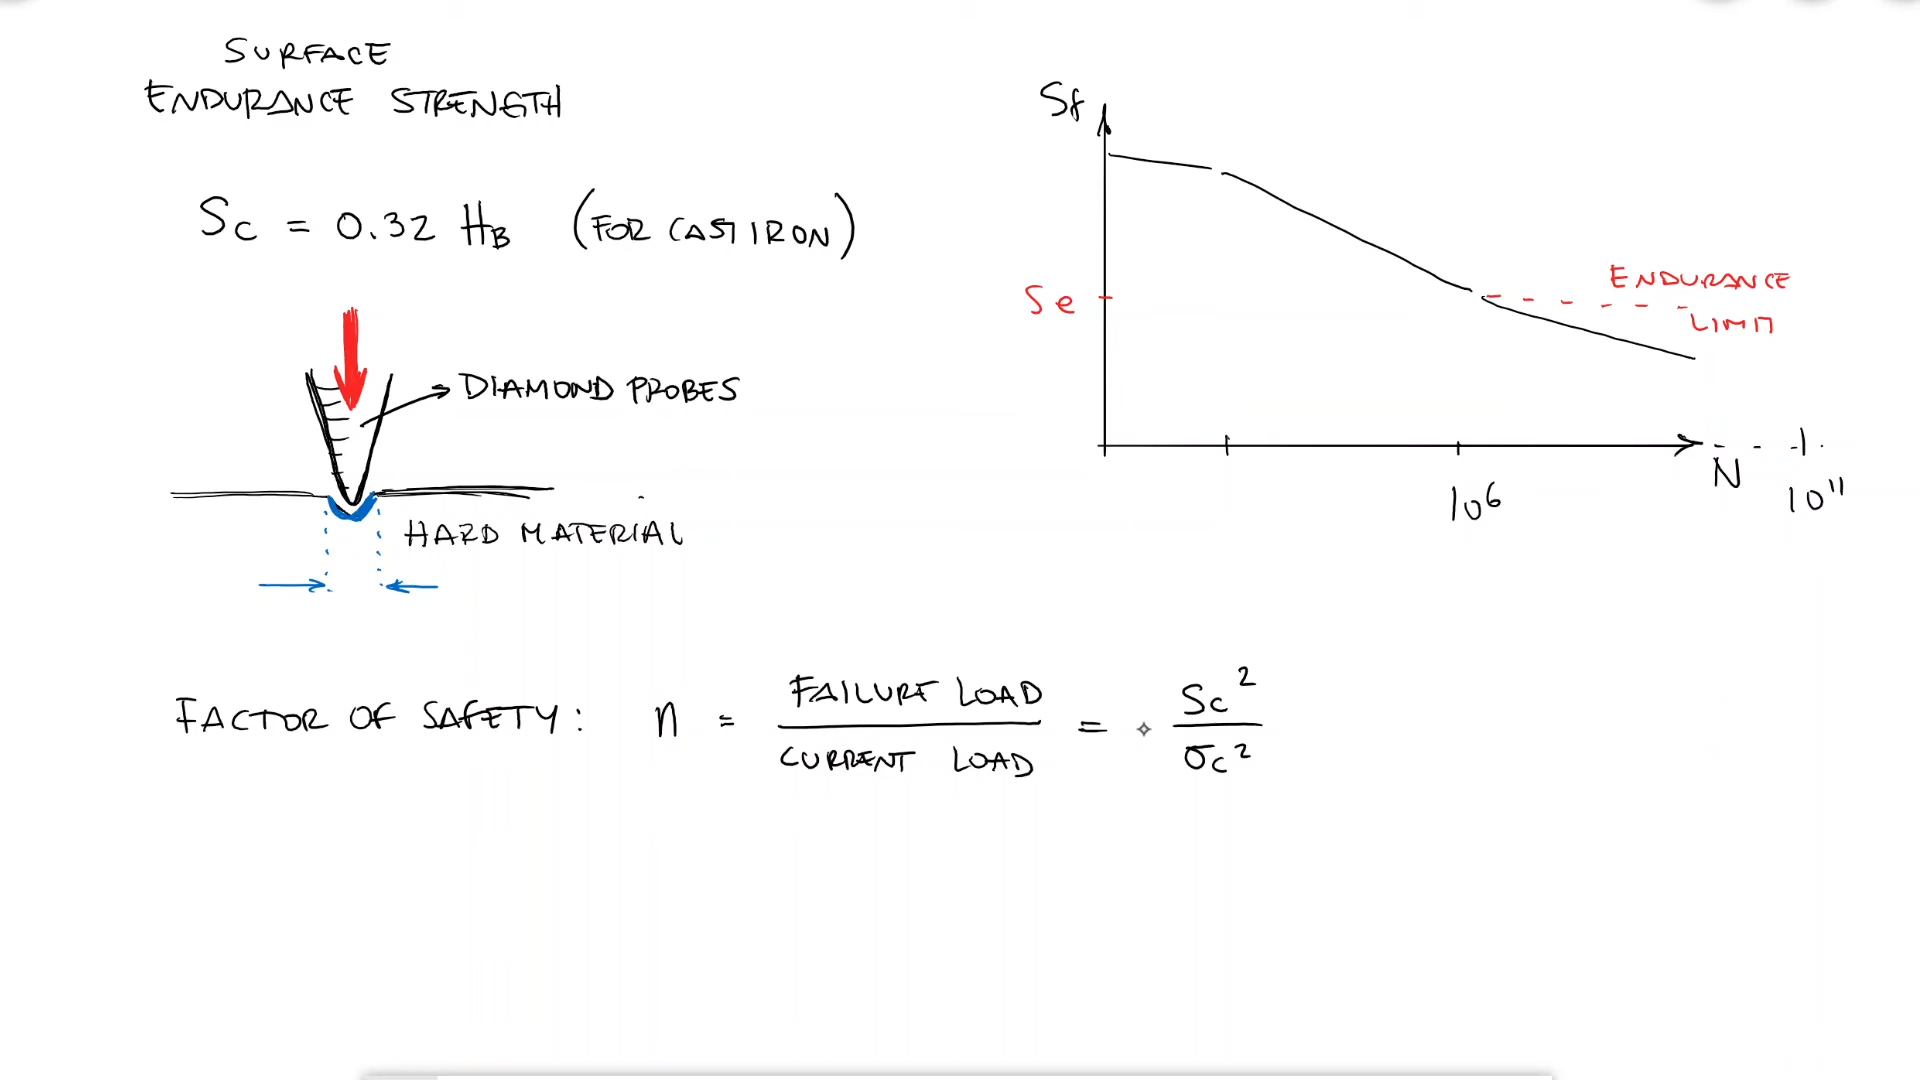 SURFACE
ENDURANCE STRENGTH
Sc = 0.32 HB (FOR CAST IRON)
DIAMOND PROBES
HARD MATERIAL
Sf
Se
ENDURANCE
LIMIT
N
10⁶
10¹¹
FACTOR OF SAFETY: n = FAILURE LOAD / CURRENT LOAD = Sc² / σc²